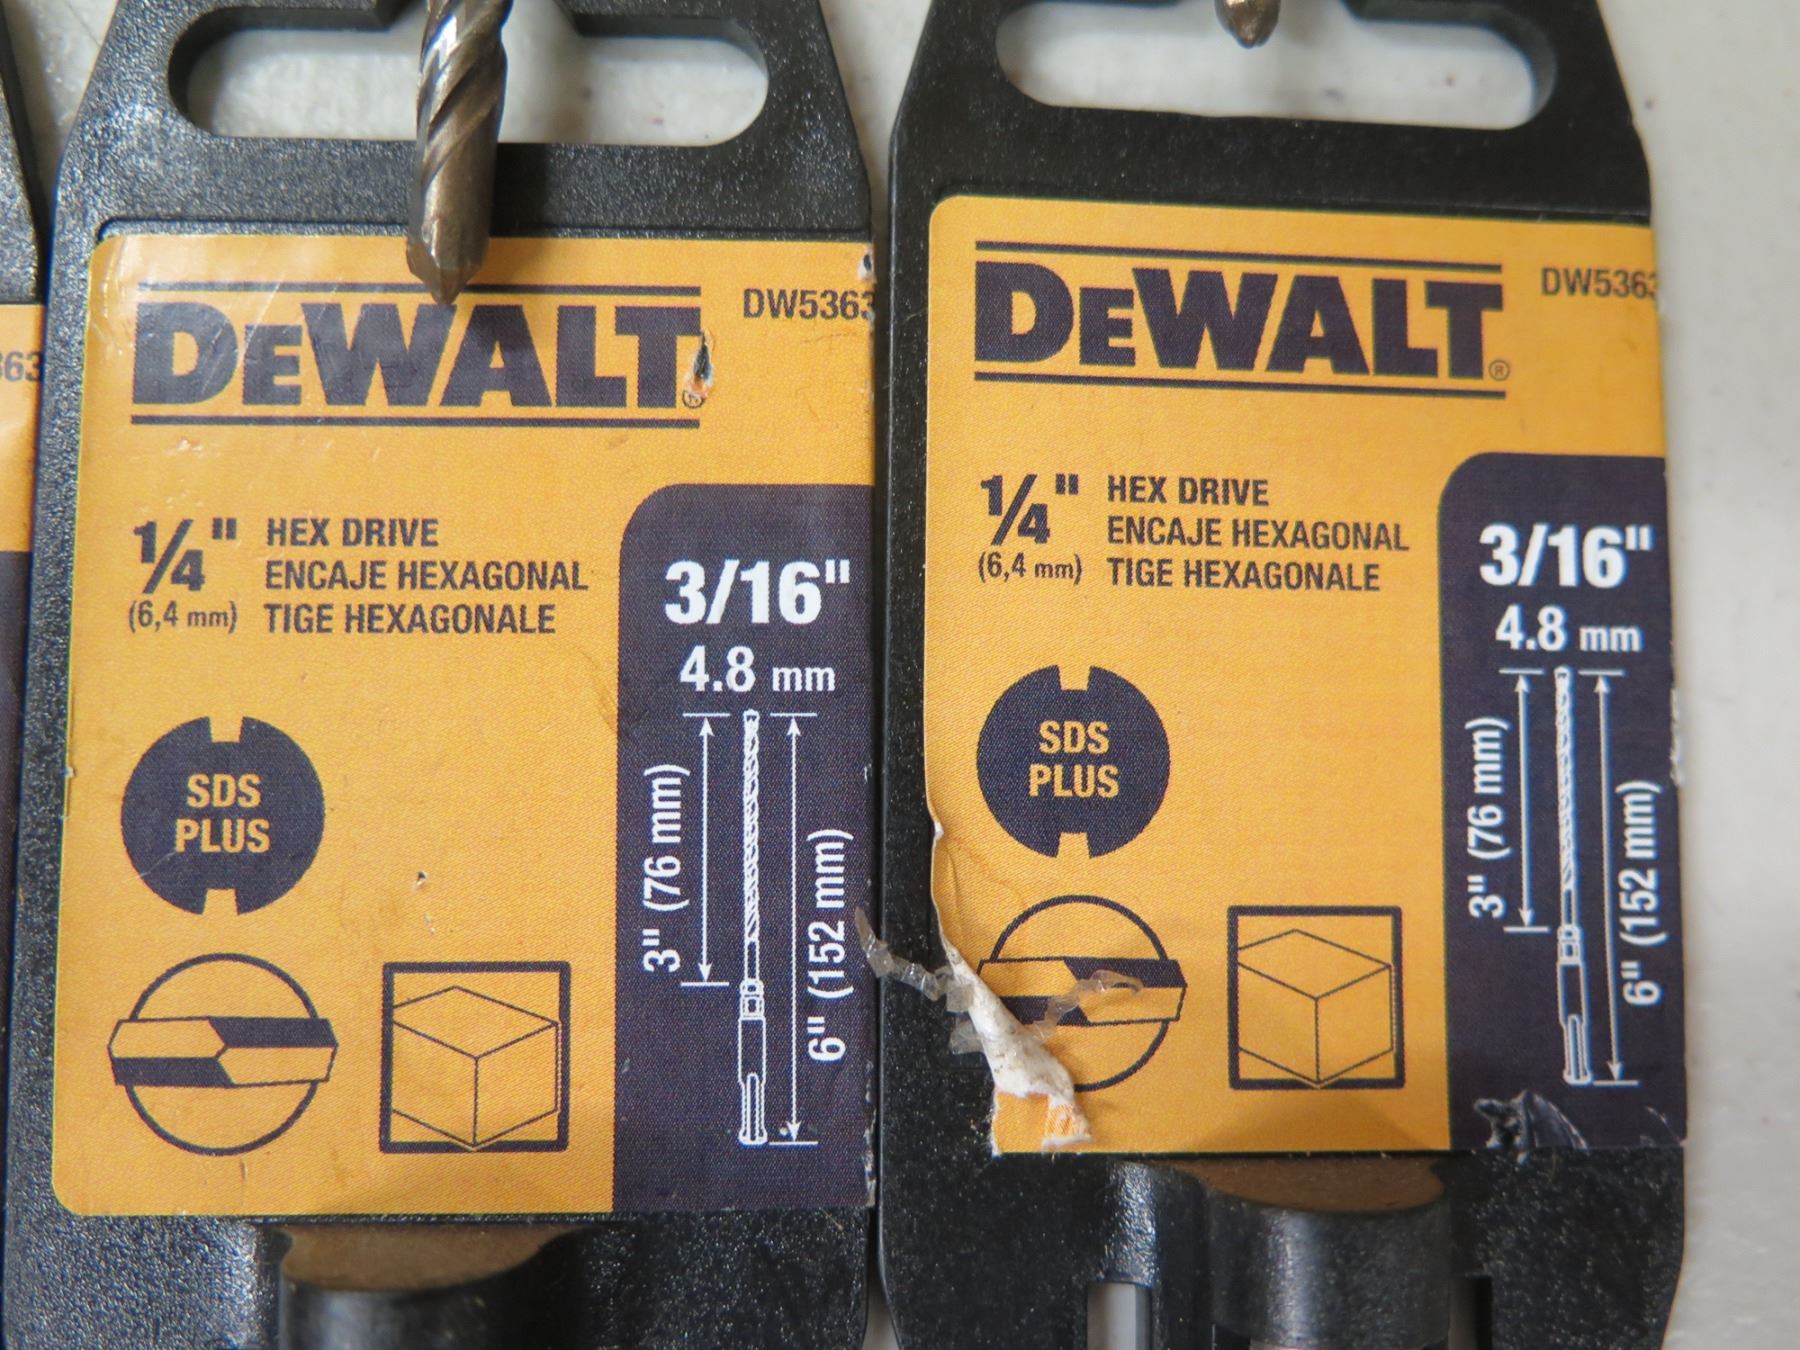 363
DEWALT
DW5363
1/4" HEX DRIVE
ENCAJE HEXAGONAL
(6,4 mm) TIGE HEXAGONALE
3/16"
4.8 mm
SDS
PLUS
3" (76 mm)
6" (152 mm)
DEWALT®
DW5363
1/4" HEX DRIVE
ENCAJE HEXAGONAL
(6,4 mm) TIGE HEXAGONALE
3/16"
4.8 mm
SDS
PLUS
3" (76 mm)
6" (152 mm)